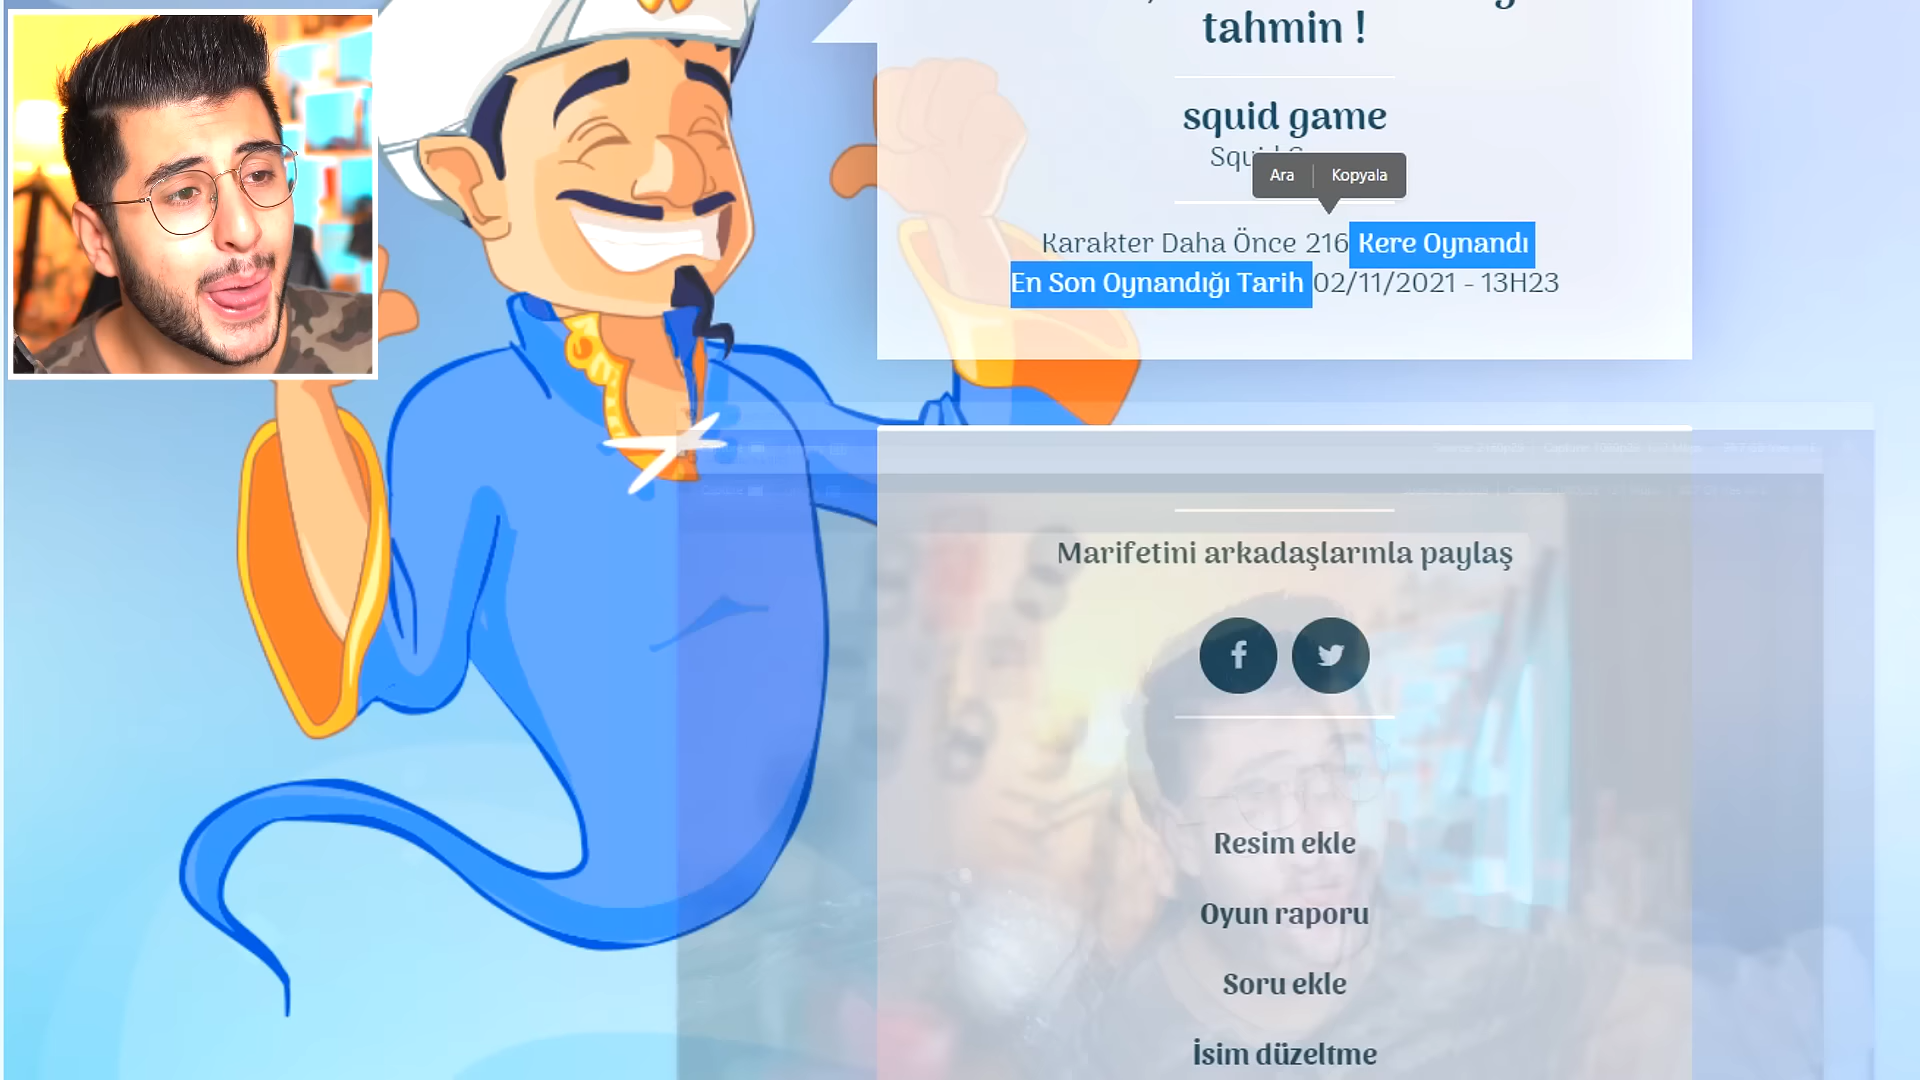 tahmin !
squid game
Ara
Kopyala
Karakter Daha Önce 216 Kere Oynandı
En Son Oynandığı Tarih 02/11/2021 - 13H23
Marifetini arkadaşlarınla paylaş
Resim ekle
Oyun raporu
Soru ekle
İsim düzeltme